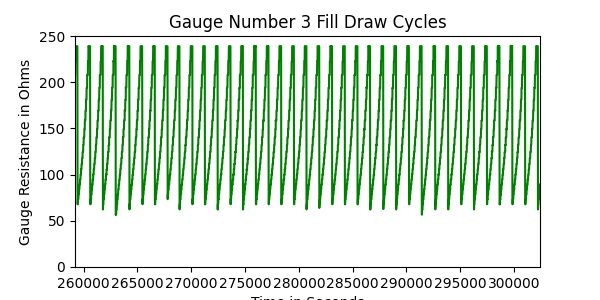 Gauge Number 3 Fill Draw Cycles
250
200
150
100
50
0
Gauge Resistance in Ohms
260000 265000 270000 275000 280000 285000 290000 295000 300000
Time in Seconds